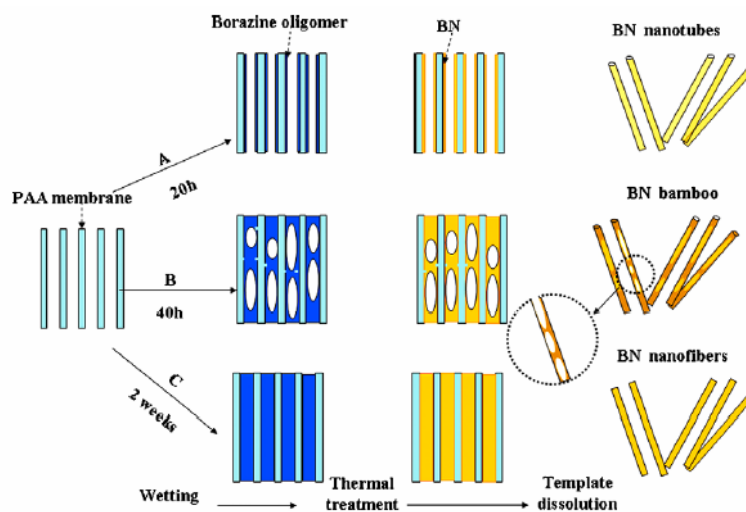 Borazine oligomer
BN
BN nanotubes
A
20h
PAA membrane
BN bamboo
B
40h
BN nanofibers
C
2 weeks
Wetting
Thermal
treatment
Template
dissolution